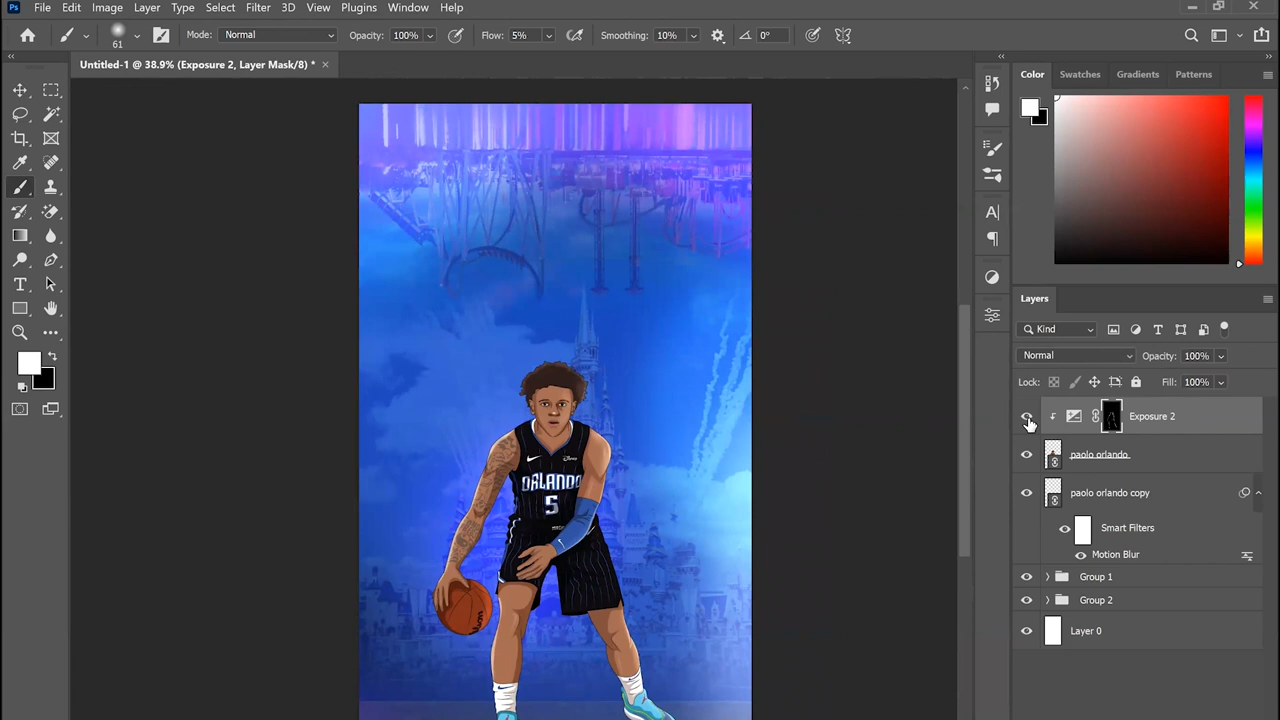 Ps File Edit Image Layer Type Select Filter 3D View Plugins Window Help
61 Mode: Normal Opacity: 100% Flow: 5% Smoothing: 10% 0°
Untitled-1 @ 38.9% (Exposure 2, Layer Mask/8) *
Color Swatches Gradients Patterns
Layers
Kind
Normal Opacity: 100%
Lock: Fill: 100%
Exposure 2
paolo orlando
paolo orlando copy
Smart Filters
Motion Blur
Group 1
Group 2
Layer 0
Disney
ORLANDO
5